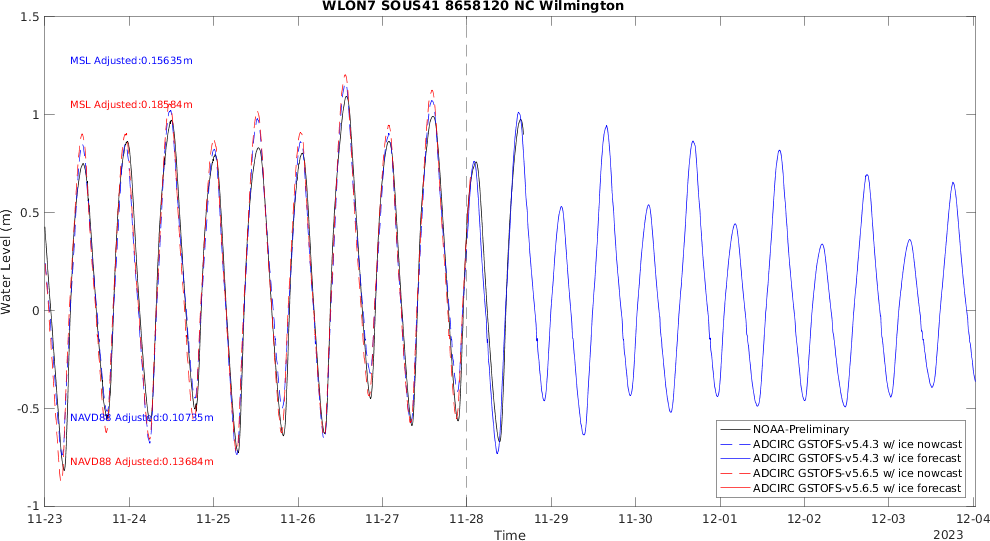 WLON7 SOUS41 8658120 NC Wilmington
1.5
1
0.5
0
-0.5
-1
Water Level (m)
MSL Adjusted:0.15635m
MSL Adjusted:0.18584m
NAVD88 Adjusted:0.10735m
NAVD88 Adjusted:0.13684m
NOAA-Preliminary
ADCIRC GSTOFS-v5.4.3 w/ ice nowcast
ADCIRC GSTOFS-v5.4.3 w/ ice forecast
ADCIRC GSTOFS-v5.6.5 w/ ice nowcast
ADCIRC GSTOFS-v5.6.5 w/ ice forecast
11-23 11-24 11-25 11-26 11-27 11-28 11-29 11-30 12-01 12-02 12-03 12-04
Time
2023